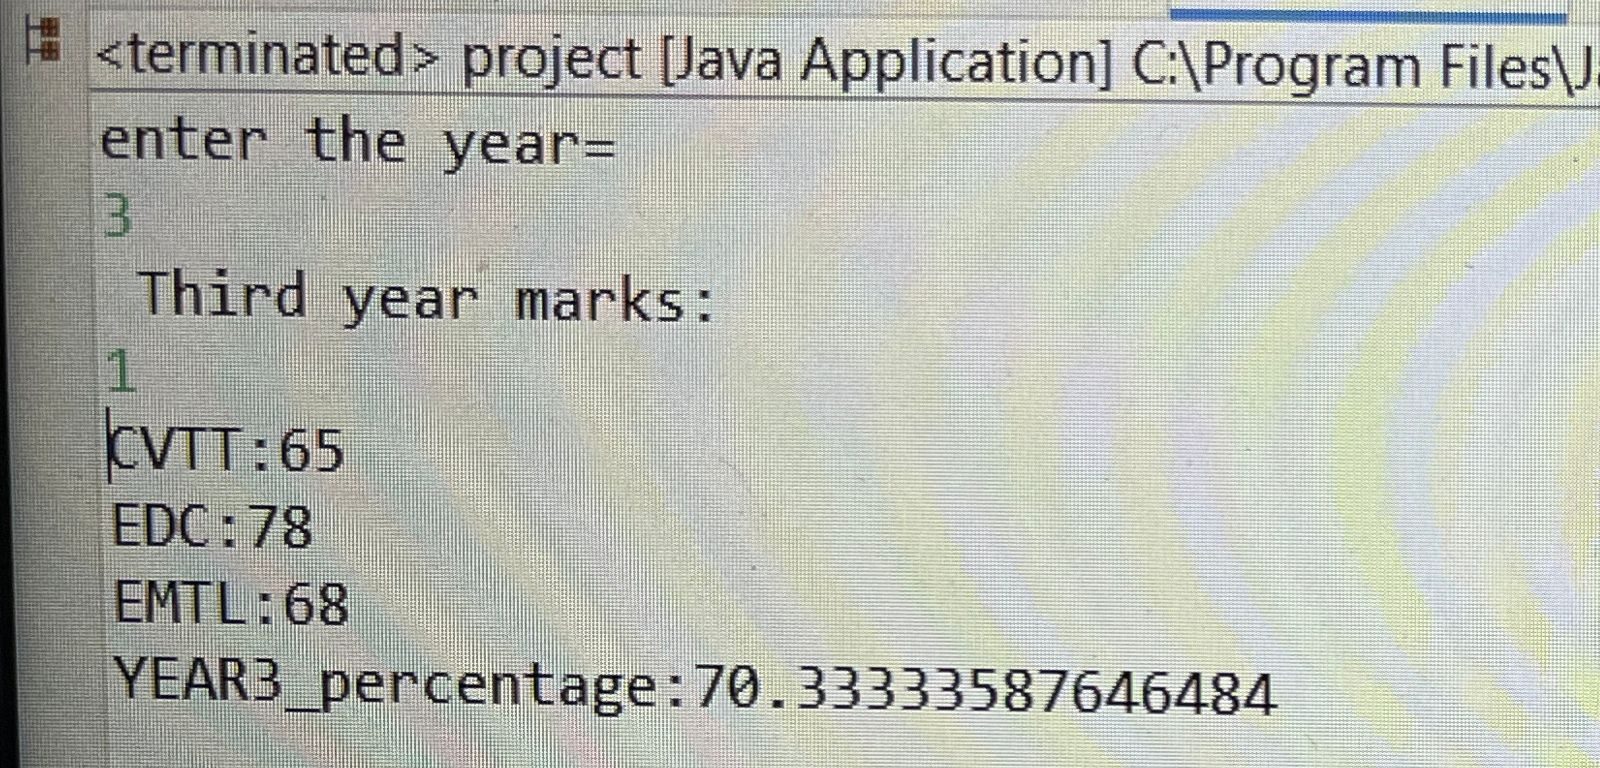 <terminated> project [Java Application] C:\Program Files\J
enter the year=
3
Third year marks:
1
CVTT:65
EDC:78
EMTL:68
YEAR3_percentage:70.33333587646484